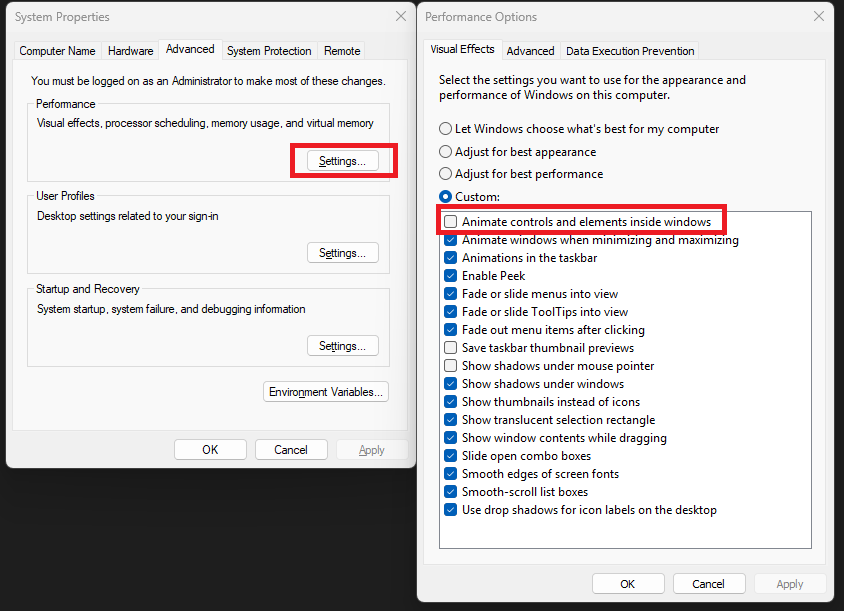 System Properties
Computer Name
Hardware
Advanced
System Protection
Remote
You must be logged on as an Administrator to make most of these changes.
Performance
Visual effects, processor scheduling, memory usage, and virtual memory
Settings...
User Profiles
Desktop settings related to your sign-in
Settings...
Startup and Recovery
System startup, system failure, and debugging information
Settings...
Environment Variables...
OK
Cancel
Apply
Performance Options
Visual Effects
Advanced
Data Execution Prevention
Select the settings you want to use for the appearance and
performance of Windows on this computer.
Let Windows choose what's best for my computer
Adjust for best appearance
Adjust for best performance
Custom:
Animate controls and elements inside windows
Animate windows when minimizing and maximizing
Animations in the taskbar
Enable Peek
Fade or slide menus into view
Fade or slide ToolTips into view
Fade out menu items after clicking
Save taskbar thumbnail previews
Show shadows under mouse pointer
Show shadows under windows
Show thumbnails instead of icons
Show translucent selection rectangle
Show window contents while dragging
Slide open combo boxes
Smooth edges of screen fonts
Smooth-scroll list boxes
Use drop shadows for icon labels on the desktop
OK
Cancel
Apply